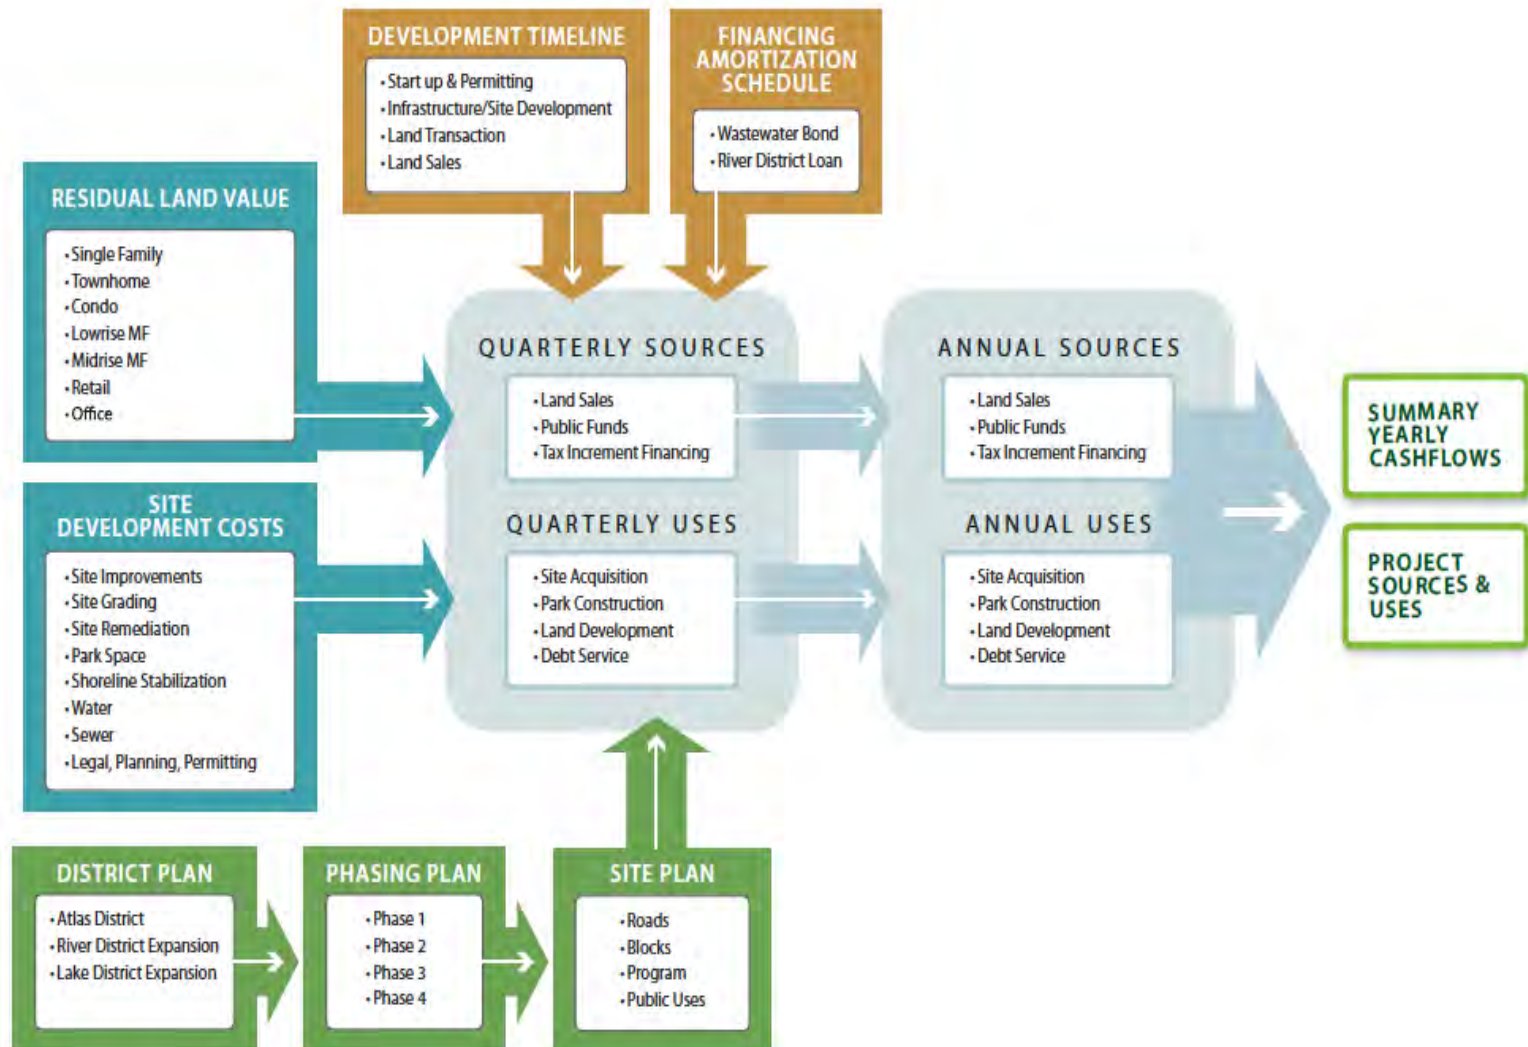 DEVELOPMENT TIMELINE
• Start up & Permitting
• Infrastructure/Site Development
• Land Transaction
• Land Sales
FINANCING
AMORTIZATION
SCHEDULE
• Wastewater Bond
• River District Loan
RESIDUAL LAND VALUE
• Single Family
• Townhome
• Condo
• Lowrise MF
• Midrise MF
• Retail
• Office
QUARTERLY SOURCES
• Land Sales
• Public Funds
• Tax Increment Financing
ANNUAL SOURCES
• Land Sales
• Public Funds
• Tax Increment Financing
SUMMARY
YEARLY
CASHFLOWS
SITE
DEVELOPMENT COSTS
• Site Improvements
• Site Grading
• Site Remediation
• Park Space
• Shoreline Stabilization
• Water
• Sewer
• Legal, Planning, Permitting
QUARTERLY USES
• Site Acquisition
• Park Construction
• Land Development
• Debt Service
ANNUAL USES
• Site Acquisition
• Park Construction
• Land Development
• Debt Service
PROJECT
SOURCES &
USES
DISTRICT PLAN
• Atlas District
• River District Expansion
• Lake District Expansion
PHASING PLAN
• Phase 1
• Phase 2
• Phase 3
• Phase 4
SITE PLAN
• Roads
• Blocks
• Program
• Public Uses